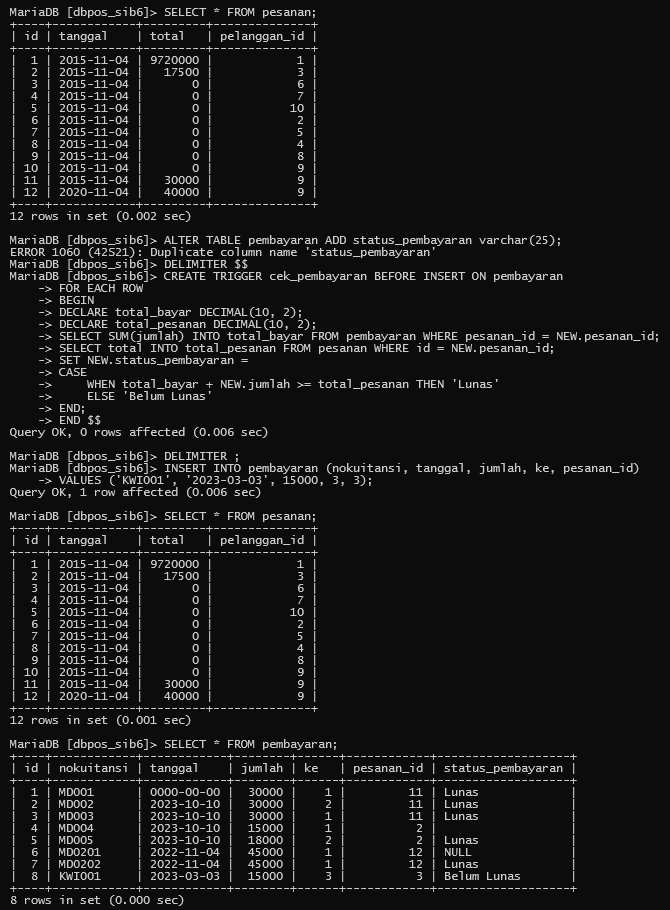 MariaDB [dbpos_sib6]> SELECT * FROM pesanan;
+----+------------+---------+--------------+
| id | tanggal    | total   | pelanggan_id |
+----+------------+---------+--------------+
|  1 | 2015-11-04 | 9720000 |            1 |
|  2 | 2015-11-04 |   17500 |            3 |
|  3 | 2015-11-04 |       0 |            6 |
|  4 | 2015-11-04 |       0 |            7 |
|  5 | 2015-11-04 |       0 |           10 |
|  6 | 2015-11-04 |       0 |            2 |
|  7 | 2015-11-04 |       0 |            5 |
|  8 | 2015-11-04 |       0 |            4 |
|  9 | 2015-11-04 |       0 |            8 |
| 10 | 2015-11-04 |       0 |            9 |
| 11 | 2015-11-04 |   30000 |            9 |
| 12 | 2020-11-04 |   40000 |            9 |
+----+------------+---------+--------------+
12 rows in set (0.002 sec)
MariaDB [dbpos_sib6]> ALTER TABLE pembayaran ADD status_pembayaran varchar(25);
ERROR 1060 (42S21): Duplicate column name 'status_pembayaran'
MariaDB [dbpos_sib6]> DELIMITER $$
MariaDB [dbpos_sib6]> CREATE TRIGGER cek_pembayaran BEFORE INSERT ON pembayaran
    -> FOR EACH ROW
    -> BEGIN
    -> DECLARE total_bayar DECIMAL(10, 2);
    -> DECLARE total_pesanan DECIMAL(10, 2);
    -> SELECT SUM(jumlah) INTO total_bayar FROM pembayaran WHERE pesanan_id = NEW.pesanan_id;
    -> SELECT total INTO total_pesanan FROM pesanan WHERE id = NEW.pesanan_id;
    -> SET NEW.status_pembayaran =
    -> CASE
    ->     WHEN total_bayar + NEW.jumlah >= total_pesanan THEN 'Lunas'
    ->     ELSE 'Belum Lunas'
    -> END;
    -> END $$
Query OK, 0 rows affected (0.006 sec)
MariaDB [dbpos_sib6]> DELIMITER ;
MariaDB [dbpos_sib6]> INSERT INTO pembayaran (nokuitansi, tanggal, jumlah, ke, pesanan_id)
    -> VALUES ('KWI001', '2023-03-03', 15000, 3, 3);
Query OK, 1 row affected (0.006 sec)
MariaDB [dbpos_sib6]> SELECT * FROM pesanan;
+----+------------+---------+--------------+
| id | tanggal    | total   | pelanggan_id |
+----+------------+---------+--------------+
|  1 | 2015-11-04 | 9720000 |            1 |
|  2 | 2015-11-04 |   17500 |            3 |
|  3 | 2015-11-04 |       0 |            6 |
|  4 | 2015-11-04 |       0 |            7 |
|  5 | 2015-11-04 |       0 |           10 |
|  6 | 2015-11-04 |       0 |            2 |
|  7 | 2015-11-04 |       0 |            5 |
|  8 | 2015-11-04 |       0 |            4 |
|  9 | 2015-11-04 |       0 |            8 |
| 10 | 2015-11-04 |       0 |            9 |
| 11 | 2015-11-04 |   30000 |            9 |
| 12 | 2020-11-04 |   40000 |            9 |
+----+------------+---------+--------------+
12 rows in set (0.001 sec)
MariaDB [dbpos_sib6]> SELECT * FROM pembayaran;
+----+------------+------------+--------+------+------------+-------------------+
| id | nokuitansi | tanggal    | jumlah | ke   | pesanan_id | status_pembayaran |
+----+------------+------------+--------+------+------------+-------------------+
|  1 | MD001      | 0000-00-00 |  30000 |    1 |         11 | Lunas             |
|  2 | MD002      | 2023-10-10 |  30000 |    2 |         11 | Lunas             |
|  3 | MD003      | 2023-10-10 |  30000 |    1 |         11 | Lunas             |
|  4 | MD004      | 2023-10-10 |  15000 |    1 |          2 |                   |
|  5 | MD005      | 2023-10-10 |  18000 |    2 |          2 | Lunas             |
|  6 | MD0201     | 2022-11-04 |  45000 |    1 |         12 | NULL              |
|  7 | MD0202     | 2022-11-04 |  45000 |    1 |         12 | Lunas             |
|  8 | KWI001     | 2023-03-03 |  15000 |    3 |          3 | Belum Lunas       |
+----+------------+------------+--------+------+------------+-------------------+
8 rows in set (0.000 sec)